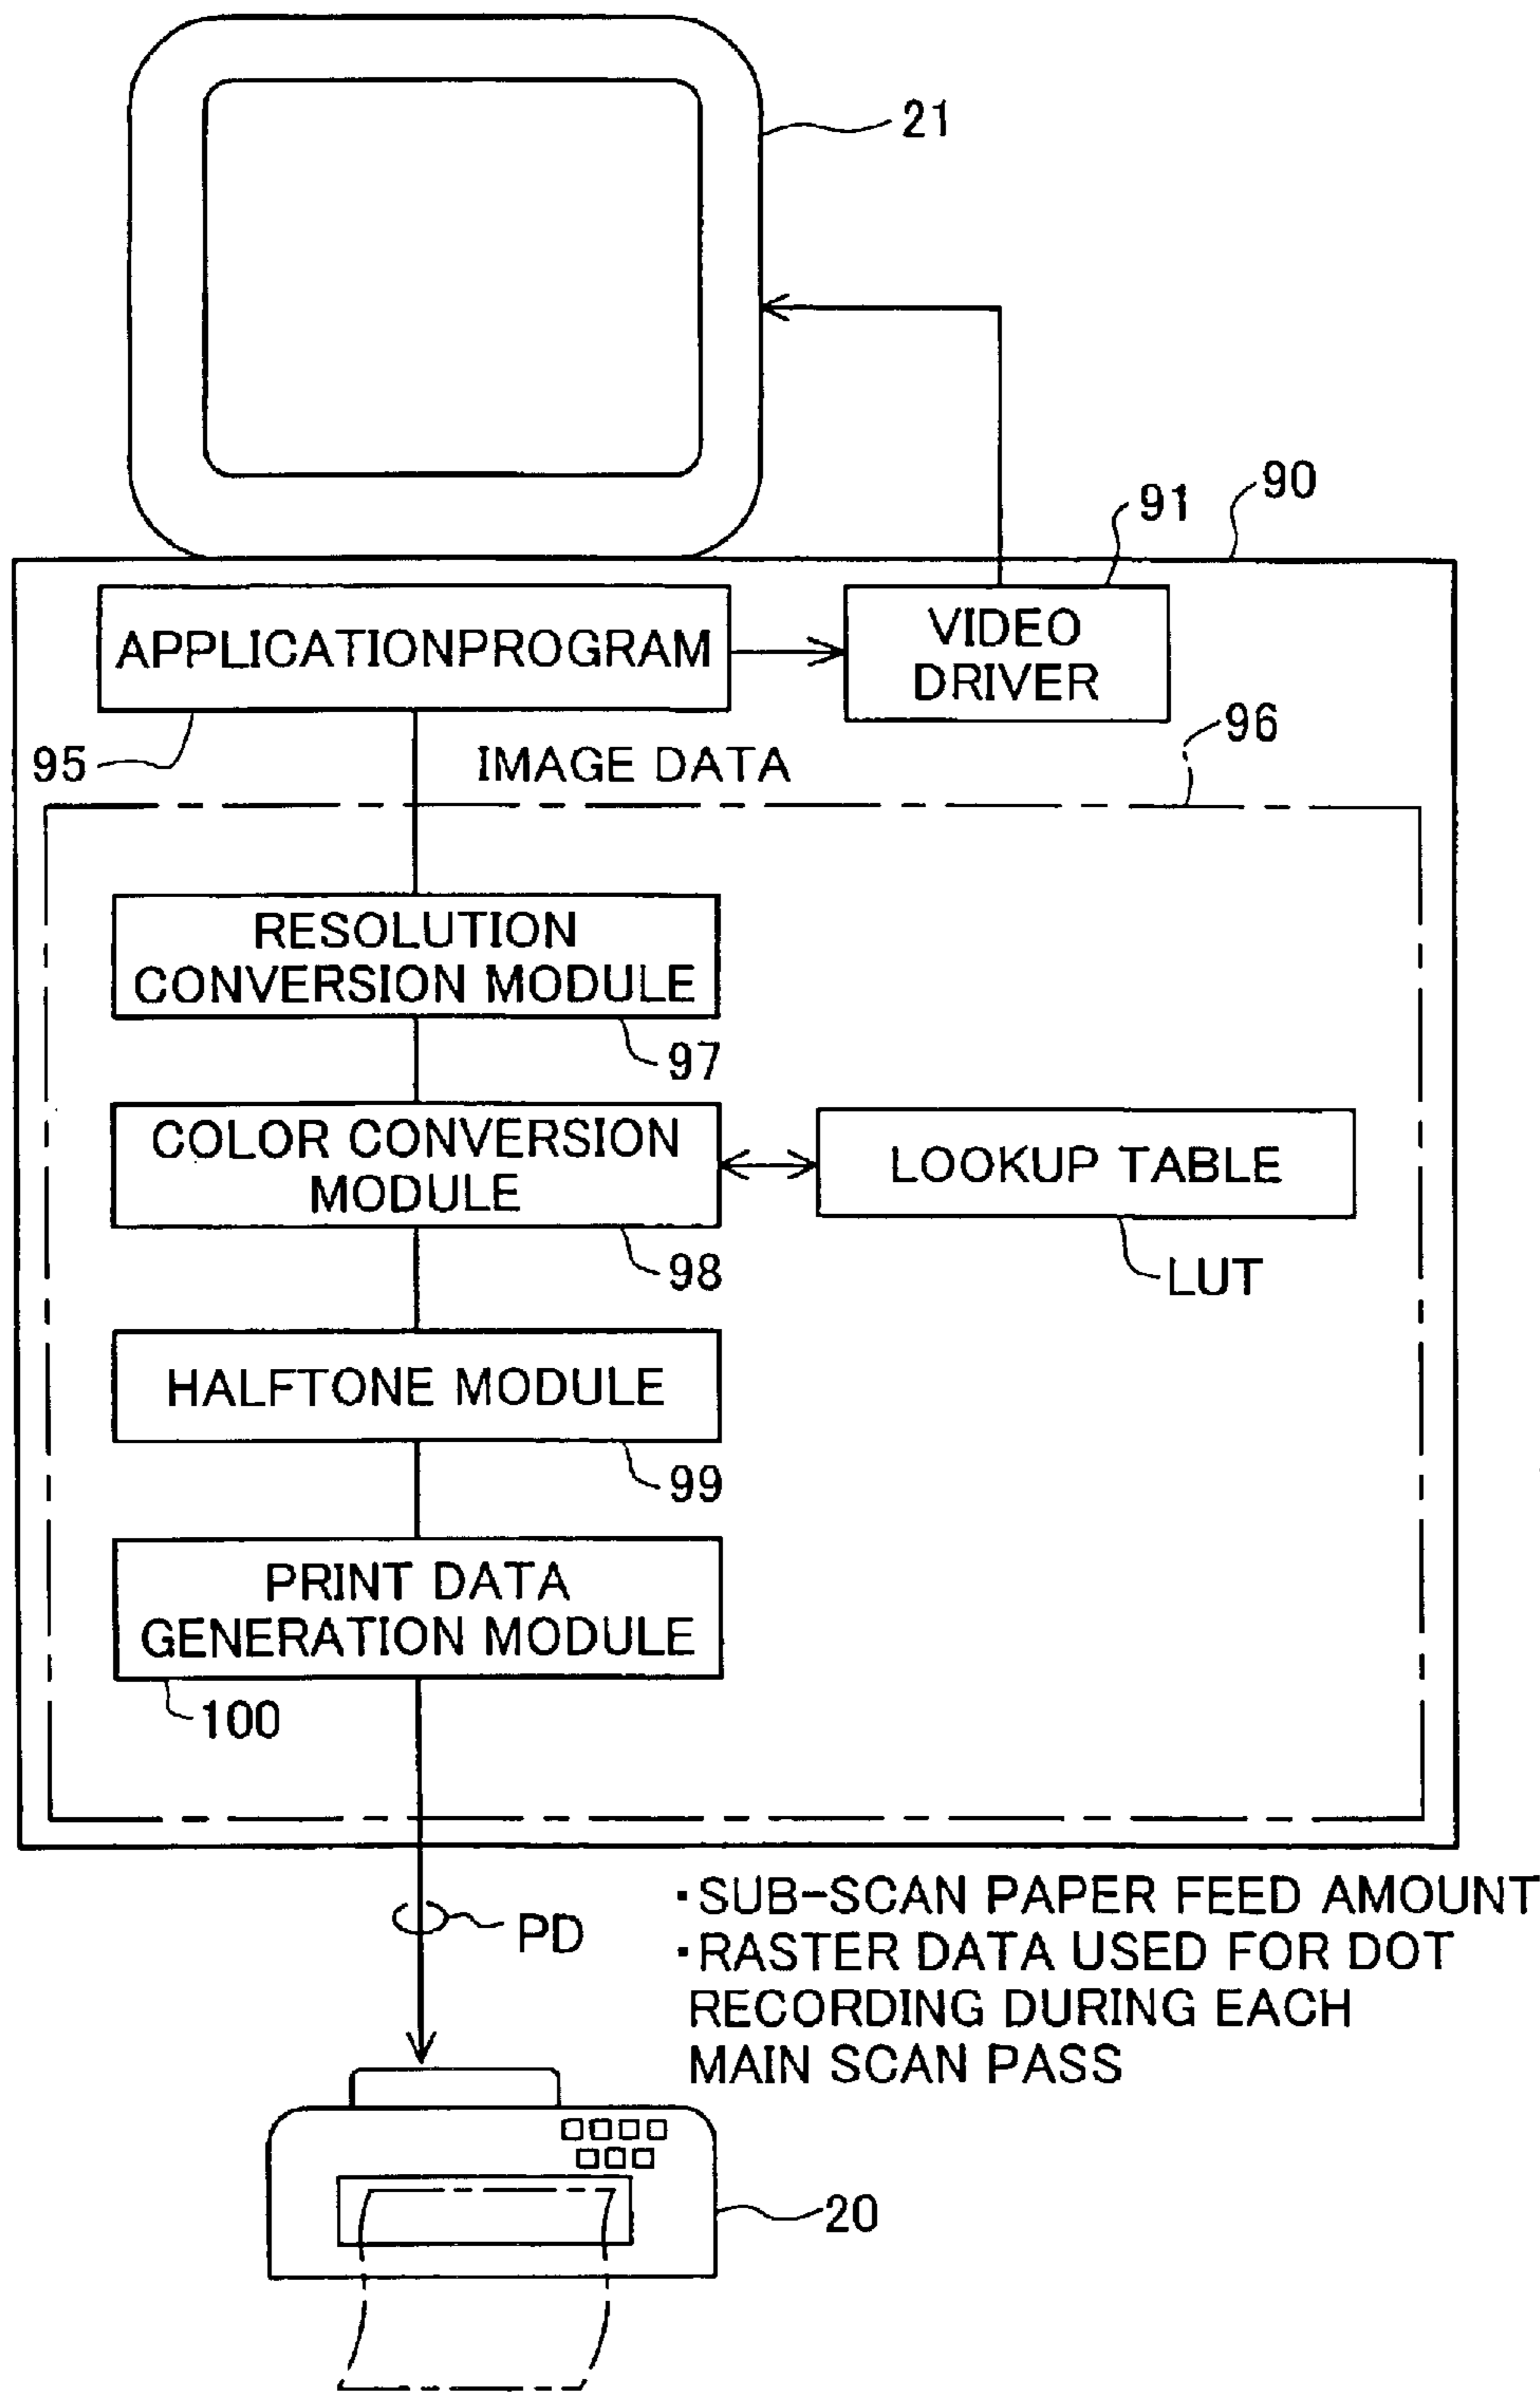 21
90
91
APPLICATIONPROGRAM
VIDEO
DRIVER
95
IMAGE DATA
96
RESOLUTION
CONVERSION MODULE
97
COLOR CONVERSION
MODULE
LOOKUP TABLE
98
LUT
HALFTONE MODULE
99
PRINT DATA
GENERATION MODULE
100
PD
・SUB-SCAN PAPER FEED AMOUNT
・RASTER DATA USED FOR DOT
RECORDING DURING EACH
MAIN SCAN PASS
20